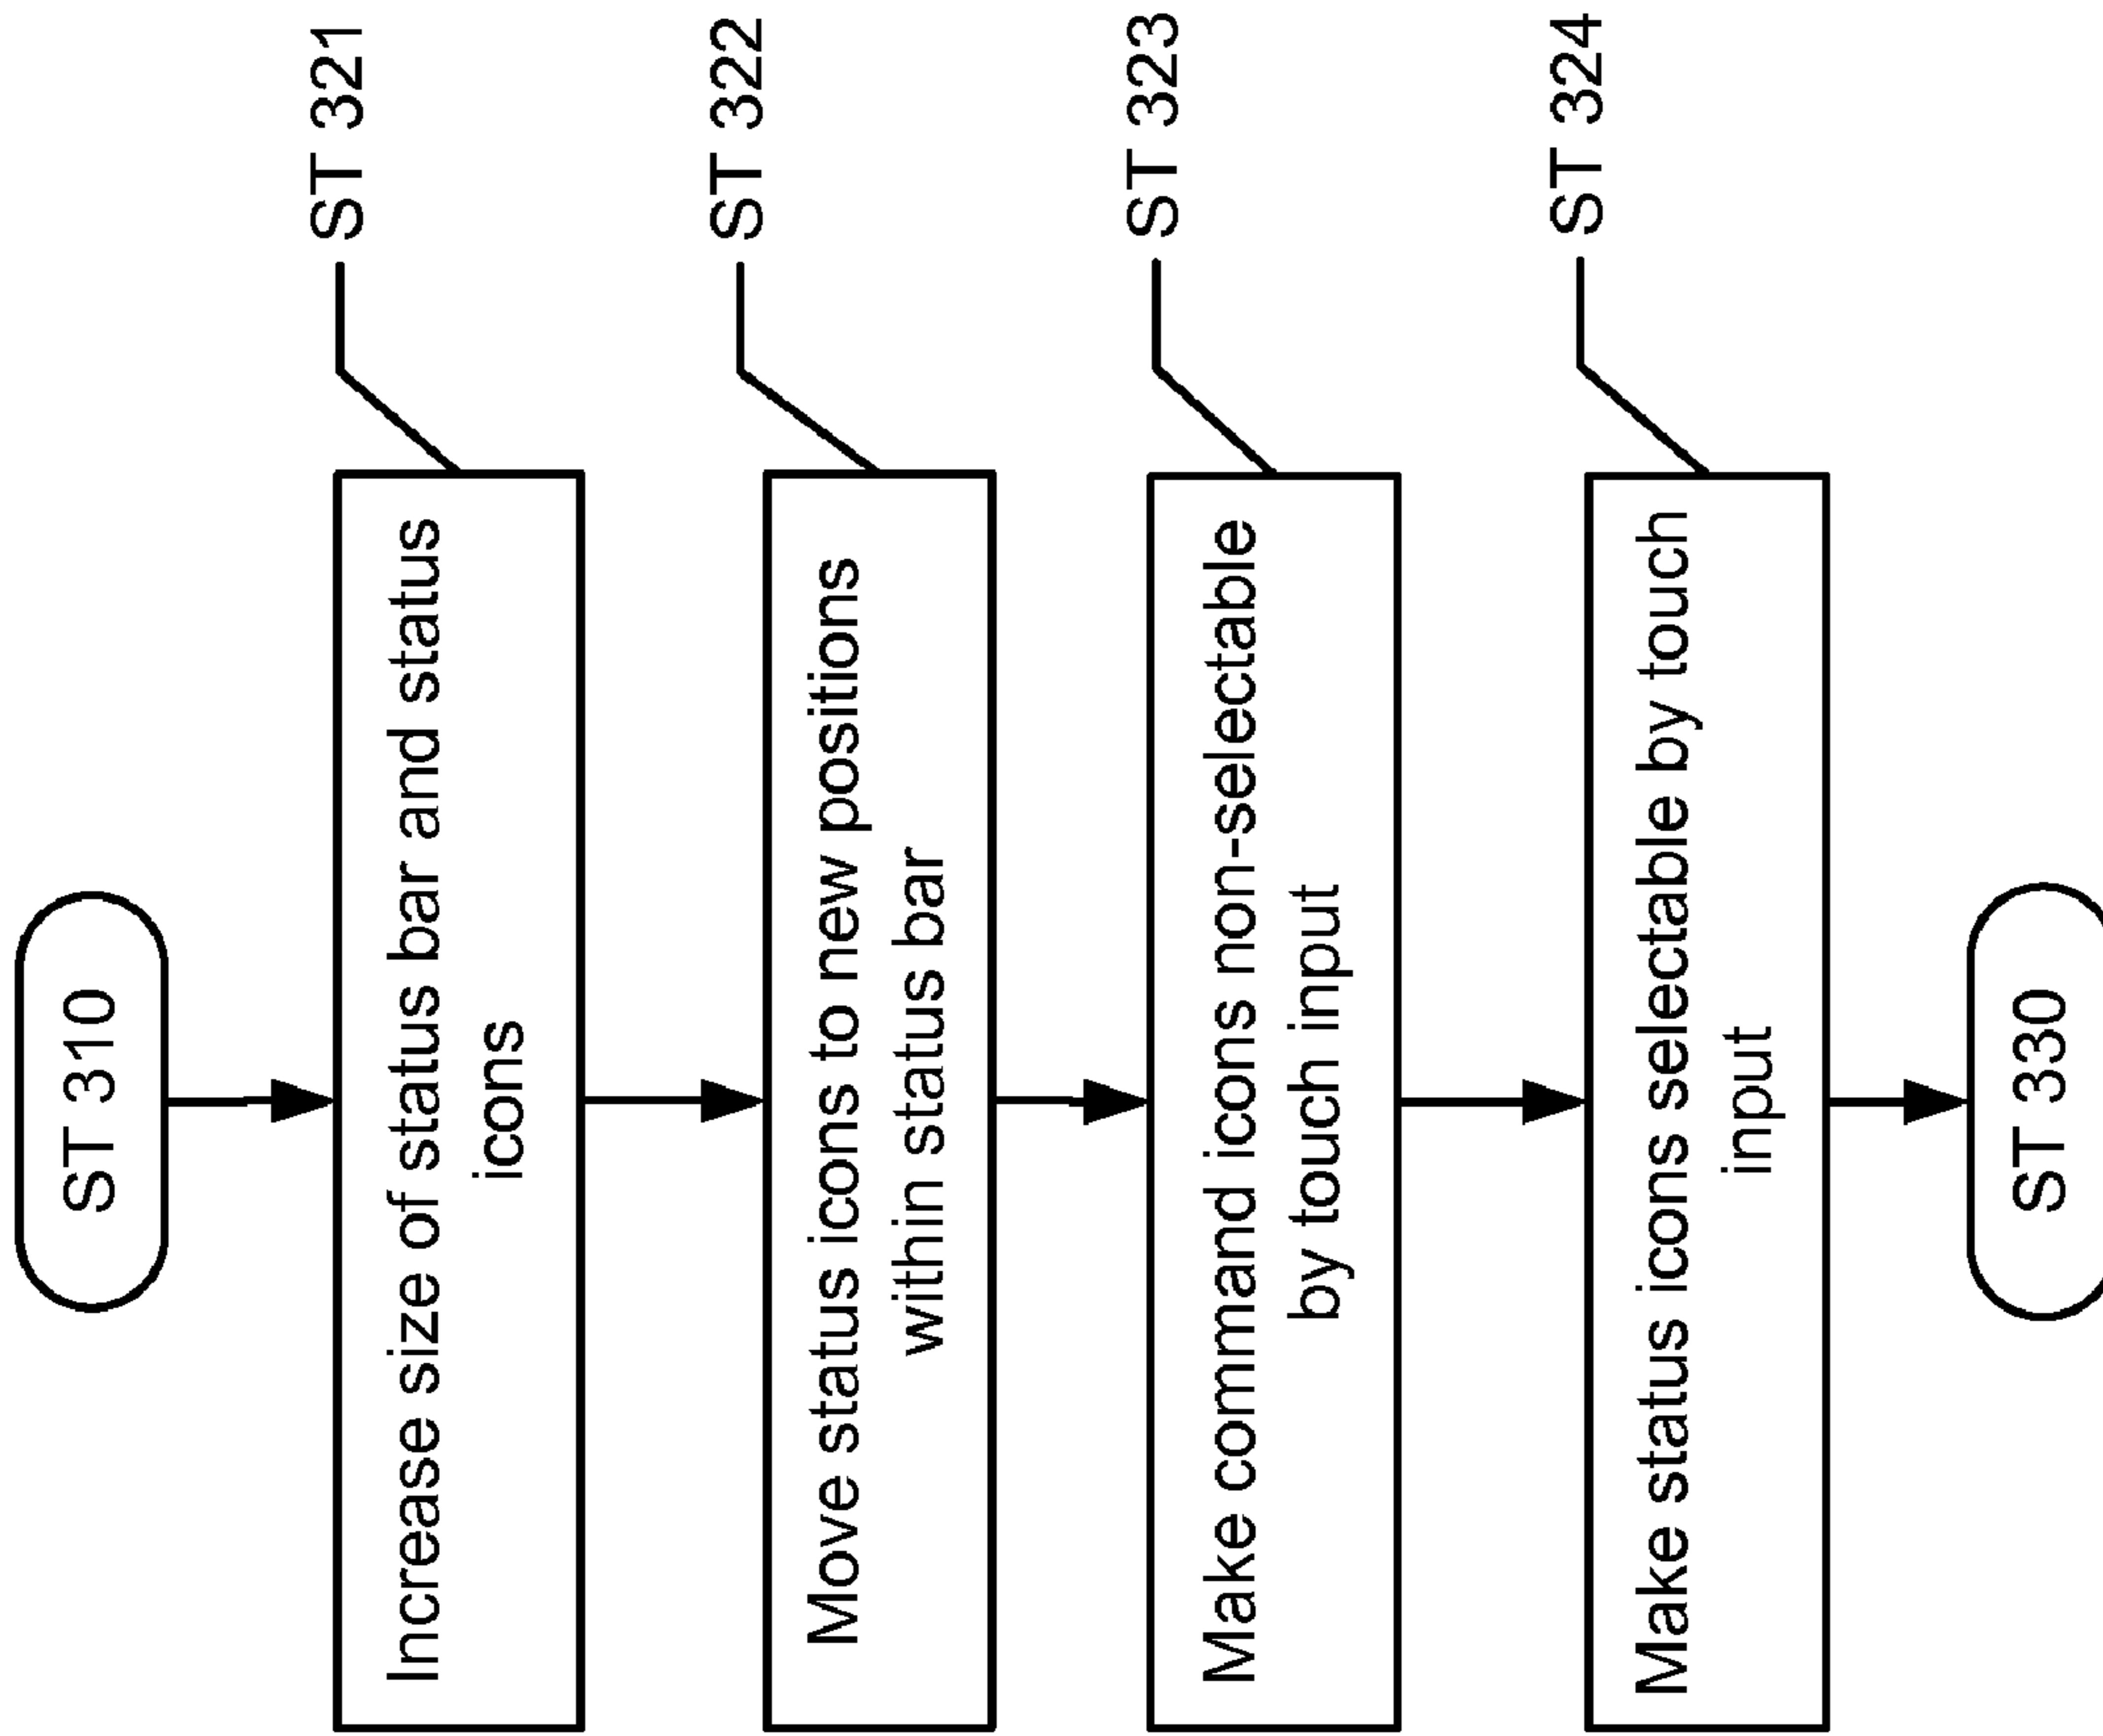 ST 310
Increase size of status bar and status
icons
ST 321
Move status icons to new positions
within status bar
ST 322
Make command icons non-selectable
by touch input
ST 323
Make status icons selectable by touch
input
ST 324
ST 330